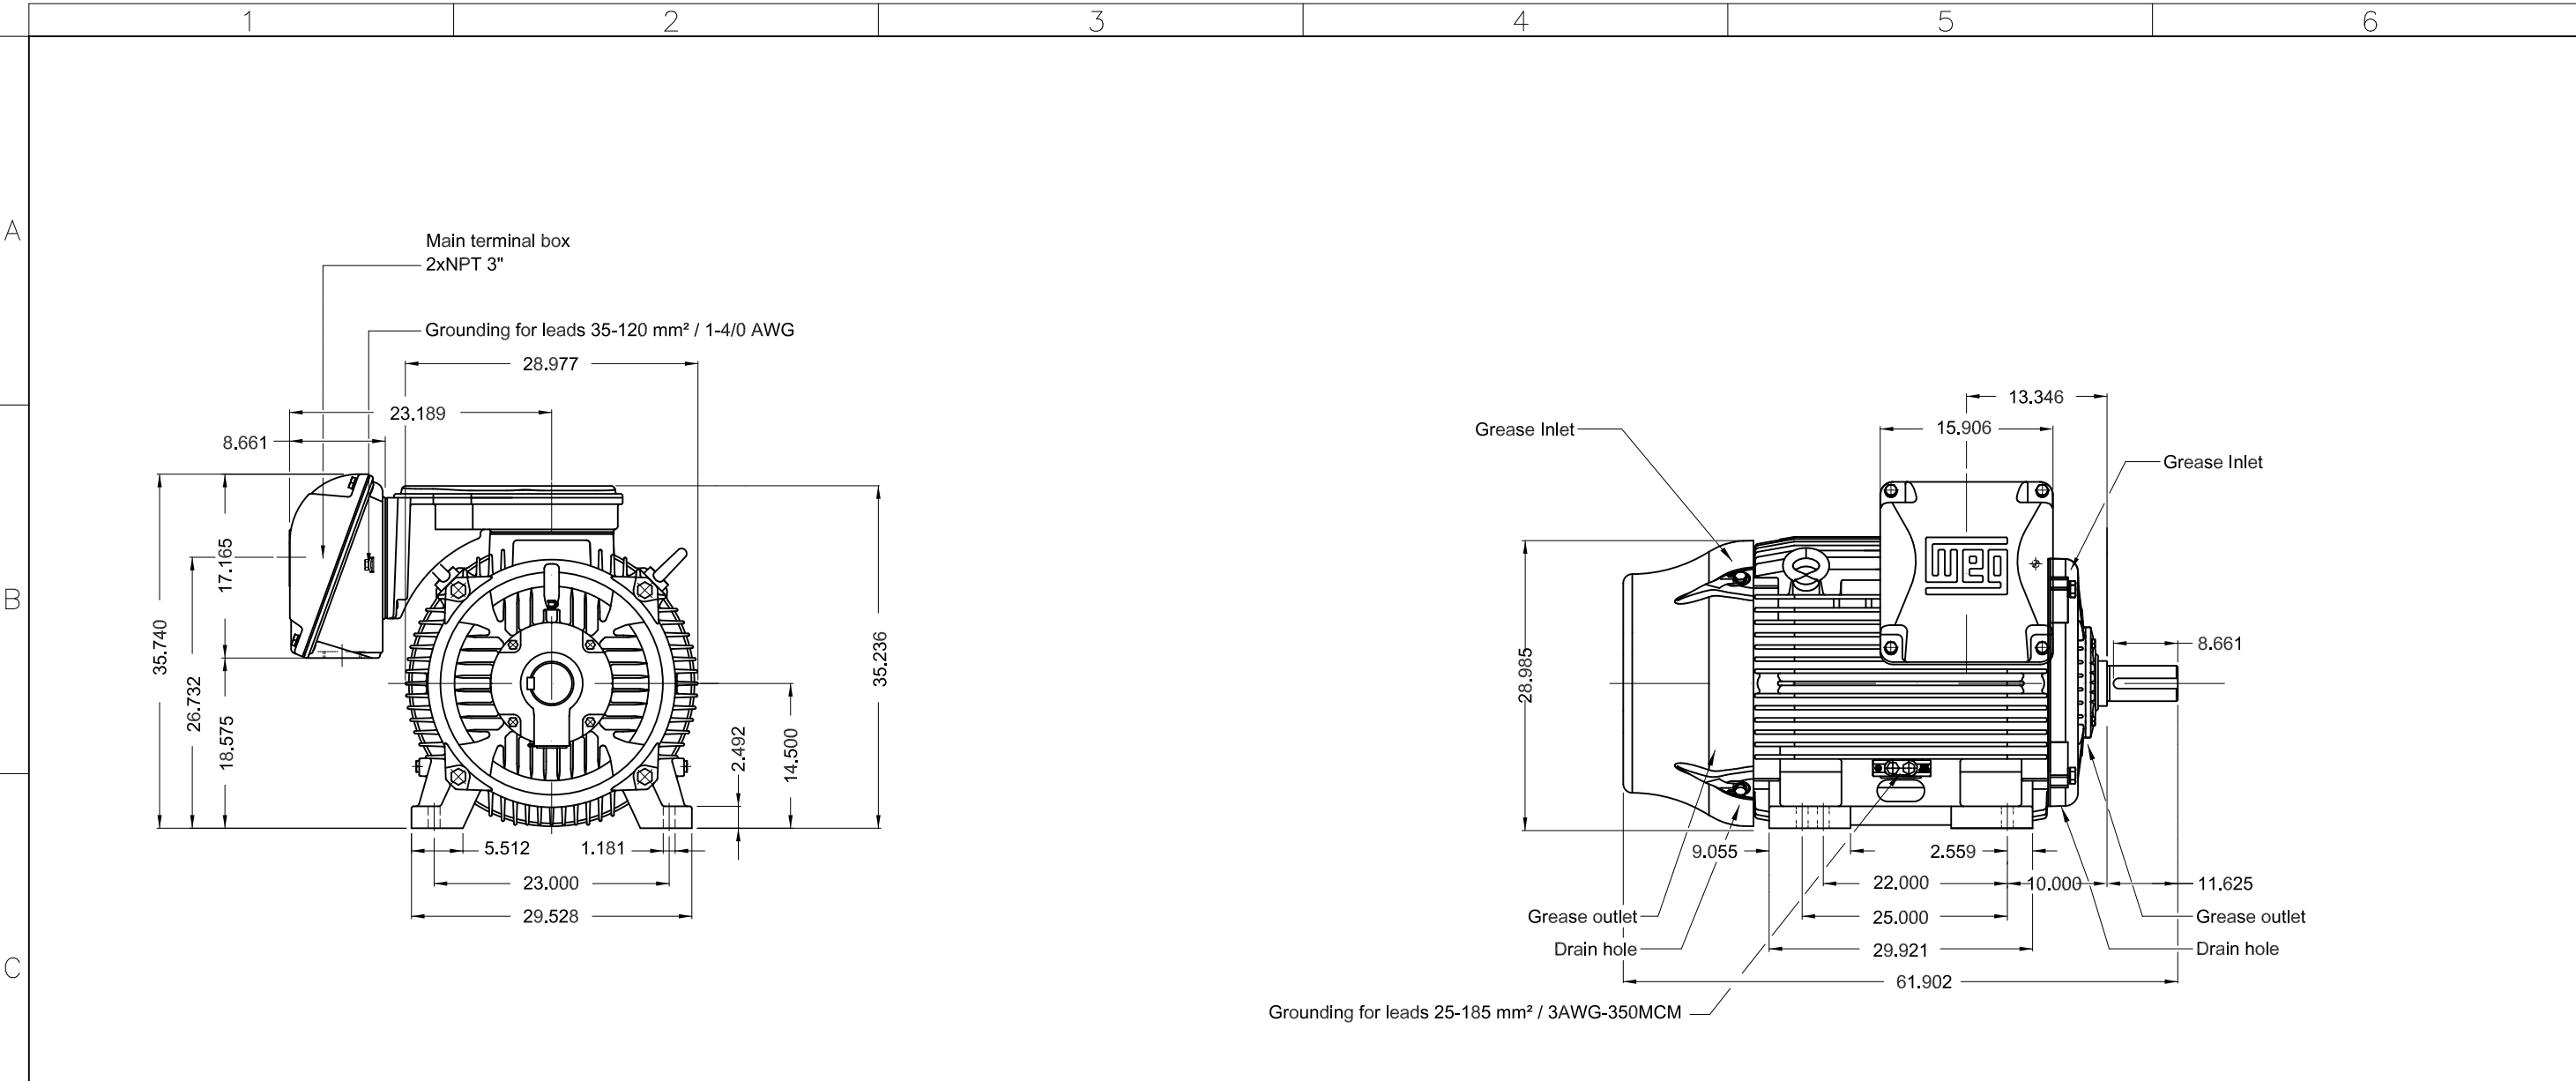 1 2 3 4 5 6
A
B
C
Main terminal box
2xNPT 3"
Grounding for leads 35-120 mm² / 1-4/0 AWG
28.977
23.189
8.661
17.165
35.740
26.732
18.575
35.236
14.500
2.492
5.512
1.181
23.000
29.528
13.346
15.906
Grease Inlet
Grease Inlet
WEG
28.985
8.661
9.055
2.559
22.000
10.000
11.625
Grease outlet
25.000
Grease outlet
Drain hole
29.921
Drain hole
61.902
Grounding for leads 25-185 mm² / 3AWG-350MCM